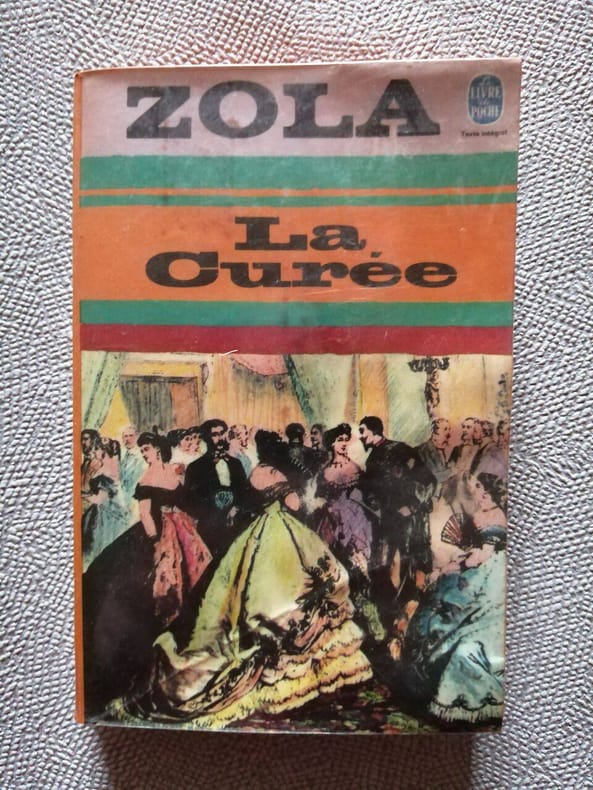 ZOLA
LE
LIVRE
DE
POCHE
Texte intégral
La
Curée